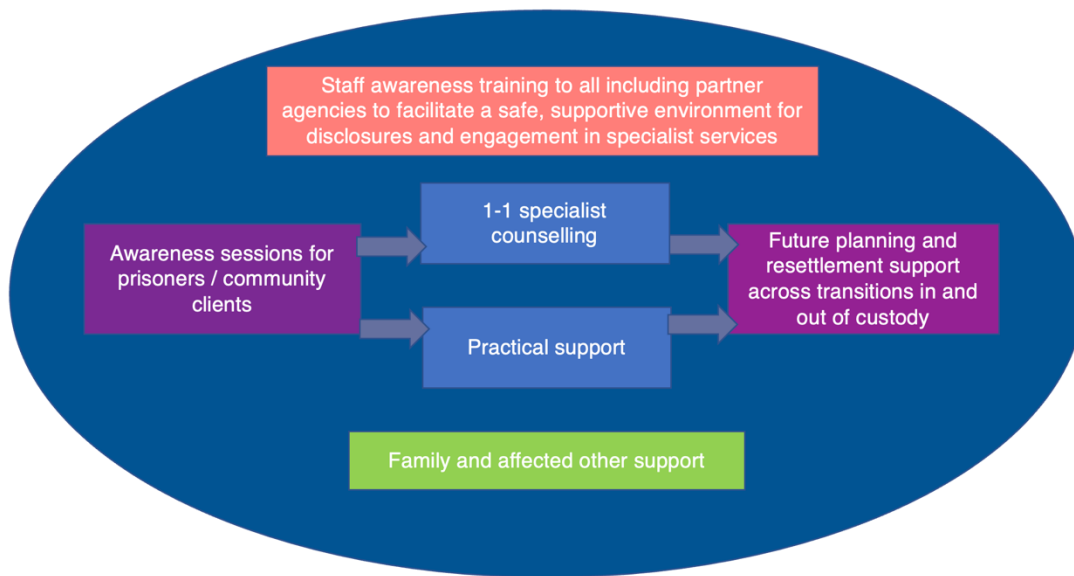 Staff awareness training to all including partner
agencies to facilitate a safe, supportive environment for
disclosures and engagement in specialist services
Awareness sessions for
prisoners / community
clients
1-1 specialist
counselling
Practical support
Future planning and
resettlement support
across transitions in and
out of custody
Family and affected other support